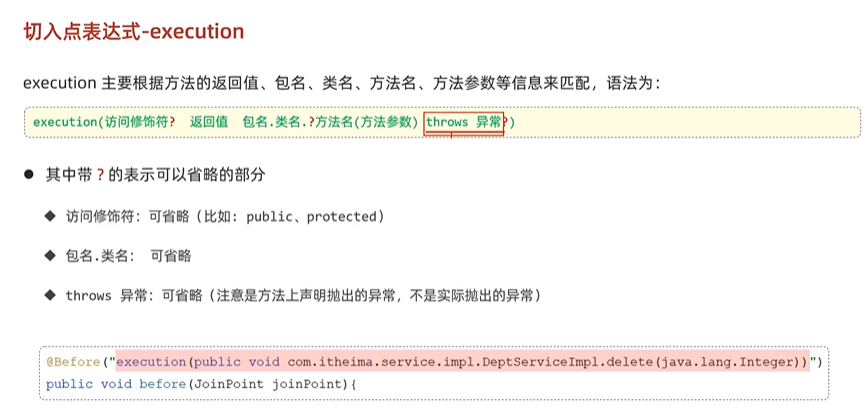 切入点表达式-execution
execution 主要根据方法的返回值、包名、类名、方法名、方法参数等信息来匹配，语法为：
execution(访问修饰符?  返回值  包名.类名.?方法名(方法参数) throws 异常?)
● 其中带 ? 的表示可以省略的部分
◆ 访问修饰符：可省略（比如: public、protected）
◆ 包名.类名： 可省略
◆ throws 异常：可省略（注意是方法上声明抛出的异常，不是实际抛出的异常）
@Before("execution(public void com.itheima.service.impl.DeptServiceImpl.delete(java.lang.Integer))")
public void before(JoinPoint joinPoint){